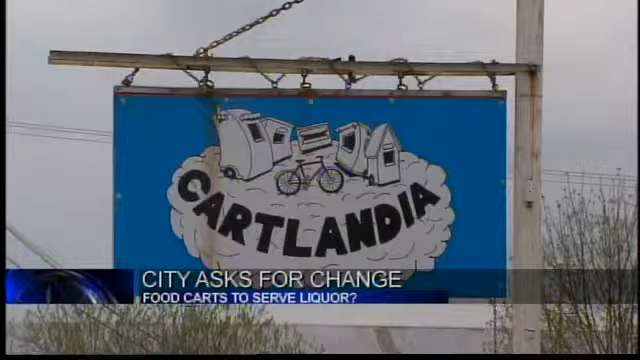 CARTLANDIA
CITY ASKS FOR CHANGE
FOOD CARTS TO SERVE LIQUOR?